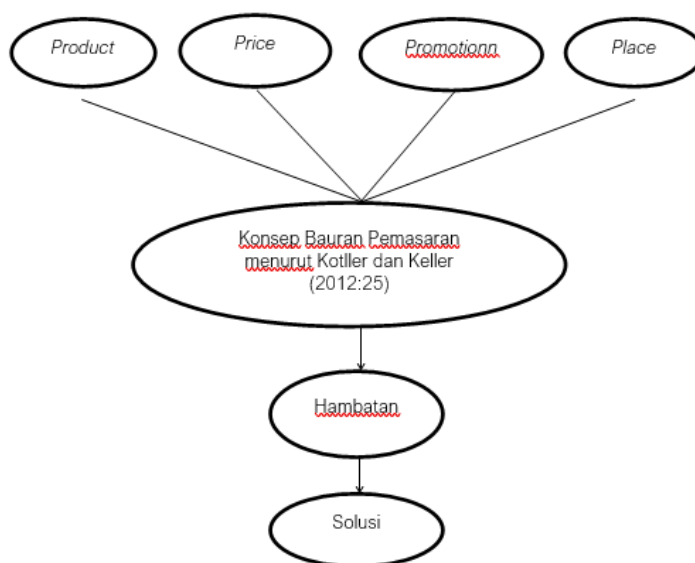 Product
Price
Promotionn
Place
Konsep Bauran Pemasaran
menurut Kotller dan Keller
(2012:25)
Hambatan
Solusi